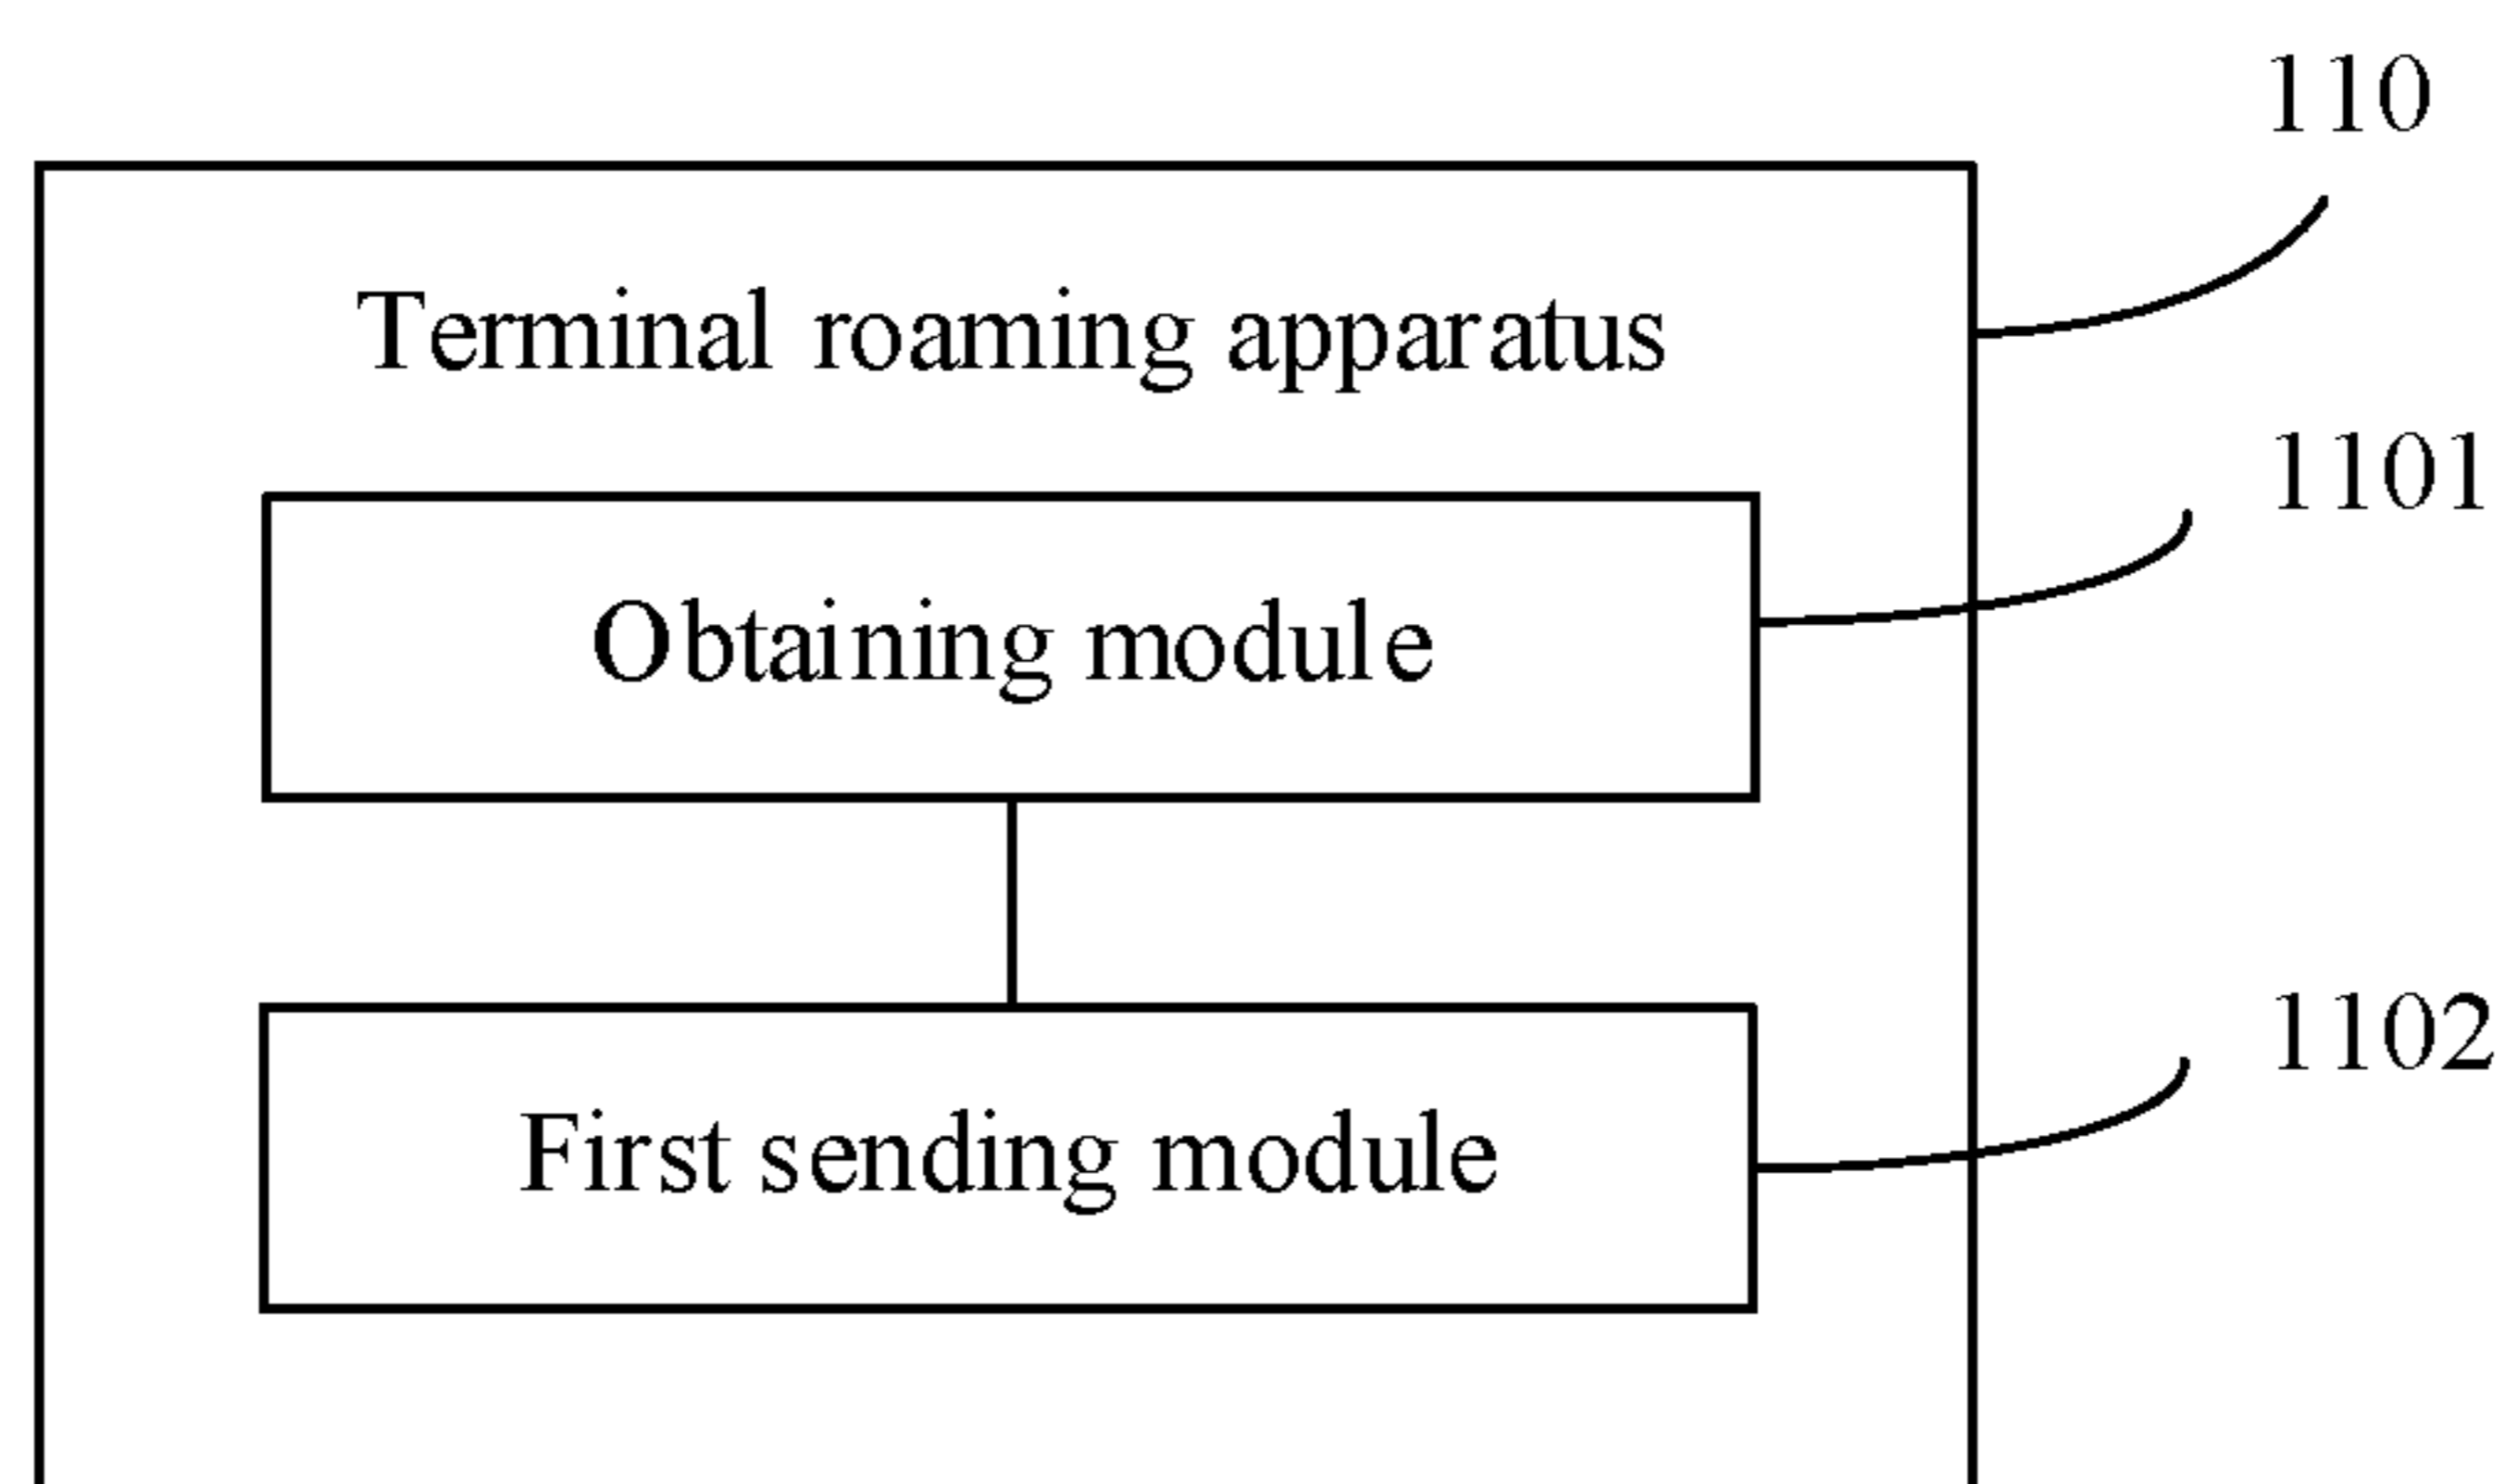 110
Terminal roaming apparatus
1101
Obtaining module
1102
First sending module